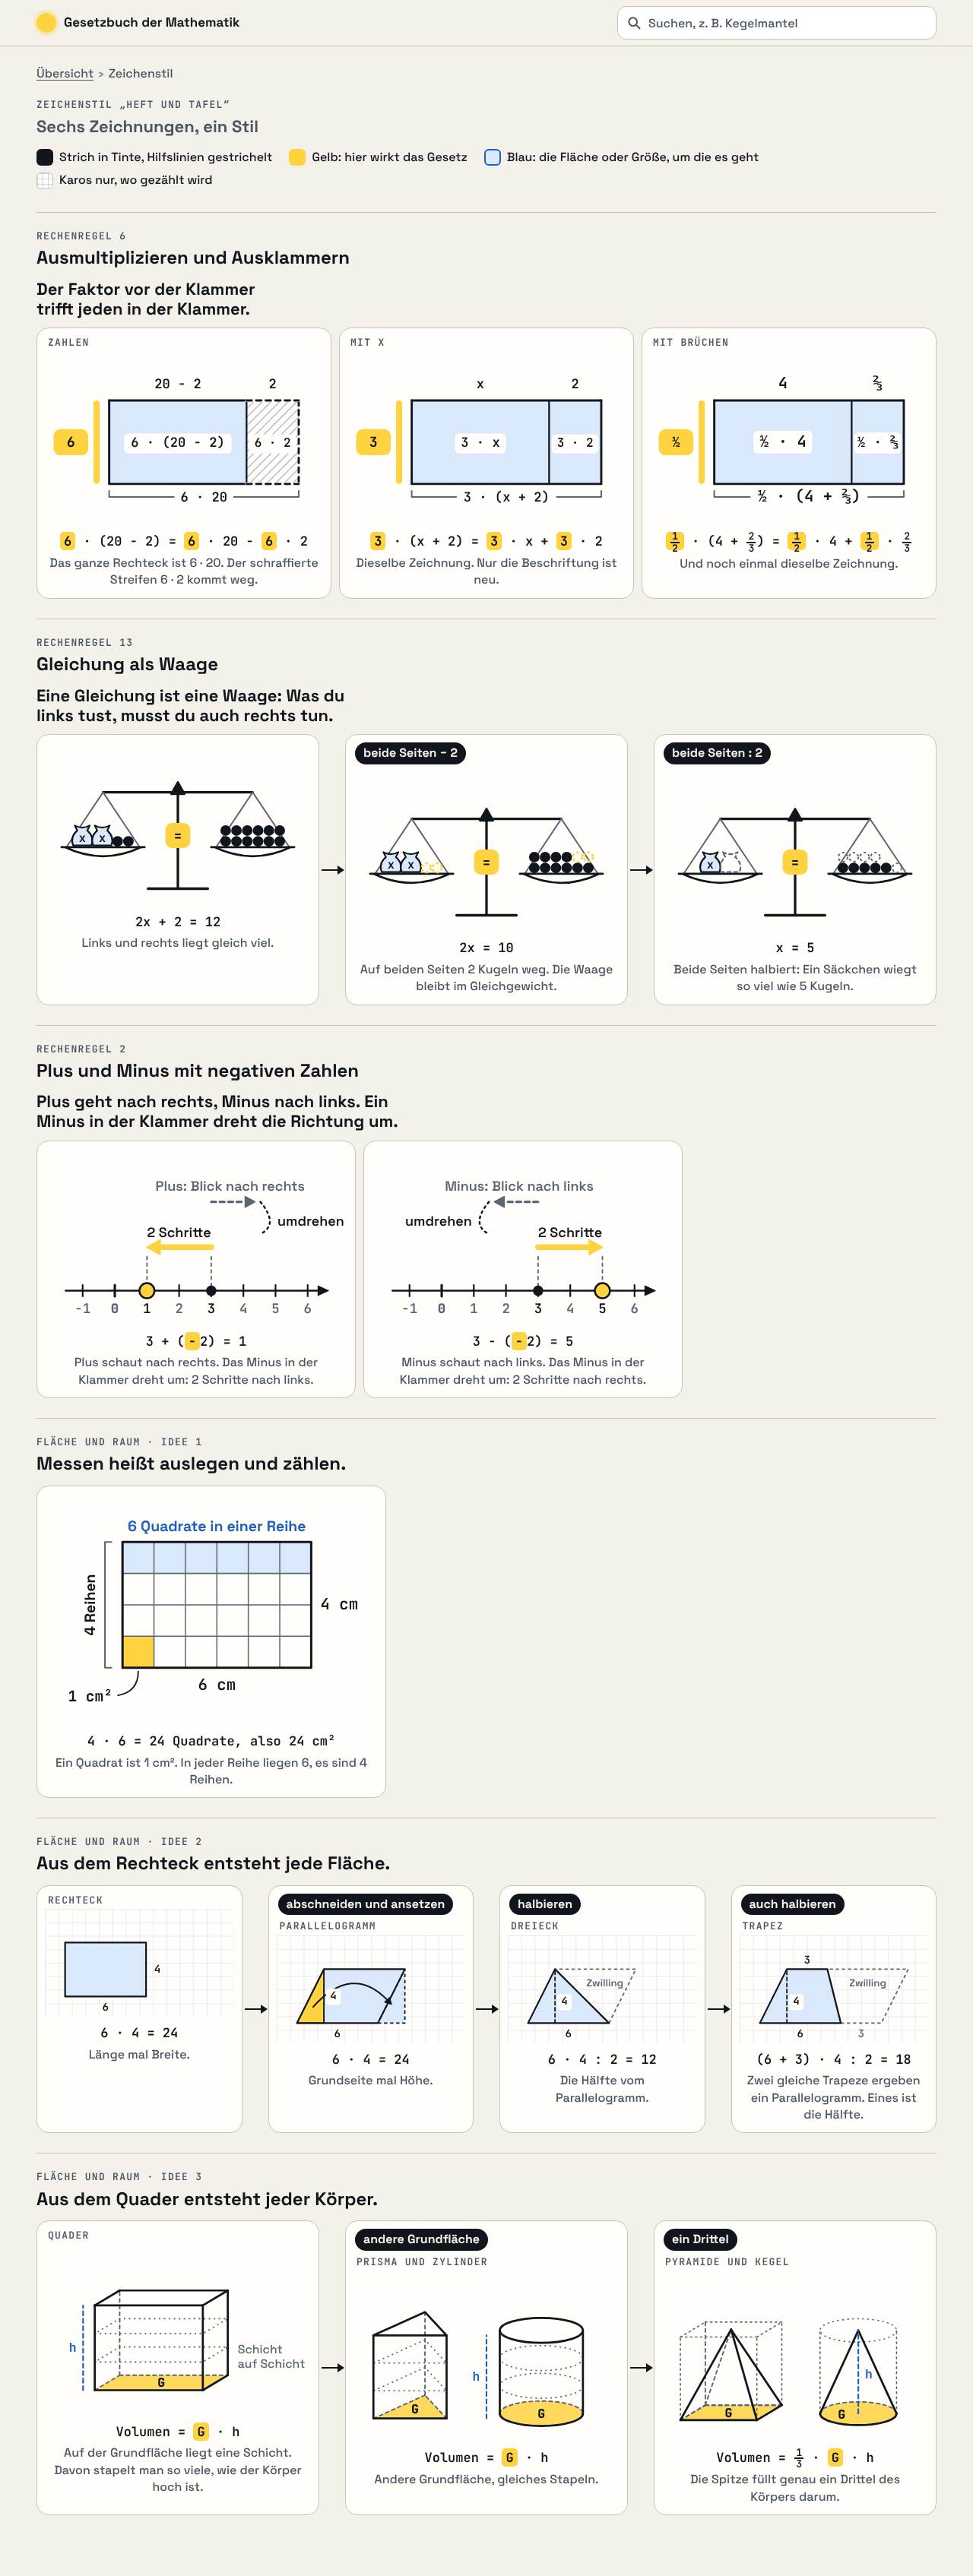 Gesetzbuch der Mathematik
Suchen, z. B. Kegelmantel
Übersicht > Zeichenstil
ZEICHENSTIL „HEFT UND TAFEL“
Sechs Zeichnungen, ein Stil
Strich in Tinte, Hilfslinien gestrichelt
Gelb: hier wirkt das Gesetz
Blau: die Fläche oder Größe, um die es geht
Karos nur, wo gezählt wird
RECHENREGEL 6
Ausmultiplizieren und Ausklammern
Der Faktor vor der Klammer
trifft jeden in der Klammer.
ZAHLEN
20 - 2
2
6
6 · (20 - 2)
6 · 2
6 · 20
6 · (20 - 2) = 6 · 20 - 6 · 2
Das ganze Rechteck ist 6 · 20. Der schraffierte
Streifen 6 · 2 kommt weg.
MIT X
x
2
3
3 · x
3 · 2
3 · (x + 2)
3 · (x + 2) = 3 · x + 3 · 2
Dieselbe Zeichnung. Nur die Beschriftung ist
neu.
MIT BRÜCHEN
4
⅔
½
½ · 4
½ · ⅔
½ · (4 + ⅔)
½ · (4 + ⅔) = ½ · 4 + ½ · ⅔
Und noch einmal dieselbe Zeichnung.
RECHENREGEL 13
Gleichung als Waage
Eine Gleichung ist eine Waage: Was du
links tust, musst du auch rechts tun.
x x
=
2x + 2 = 12
Links und rechts liegt gleich viel.
beide Seiten − 2
x x
=
2x = 10
Auf beiden Seiten 2 Kugeln weg. Die Waage
bleibt im Gleichgewicht.
beide Seiten : 2
x
=
x = 5
Beide Seiten halbiert: Ein Säckchen wiegt
so viel wie 5 Kugeln.
RECHENREGEL 2
Plus und Minus mit negativen Zahlen
Plus geht nach rechts, Minus nach links. Ein
Minus in der Klammer dreht die Richtung um.
Plus: Blick nach rechts
umdrehen
2 Schritte
-1 0 1 2 3 4 5 6
3 + (-2) = 1
Plus schaut nach rechts. Das Minus in der
Klammer dreht um: 2 Schritte nach links.
Minus: Blick nach links
umdrehen
2 Schritte
-1 0 1 2 3 4 5 6
3 - (-2) = 5
Minus schaut nach links. Das Minus in der
Klammer dreht um: 2 Schritte nach rechts.
FLÄCHE UND RAUM · IDEE 1
Messen heißt auslegen und zählen.
6 Quadrate in einer Reihe
4 Reihen
4 cm
6 cm
1 cm²
4 · 6 = 24 Quadrate, also 24 cm²
Ein Quadrat ist 1 cm². In jeder Reihe liegen 6, es sind 4
Reihen.
FLÄCHE UND RAUM · IDEE 2
Aus dem Rechteck entsteht jede Fläche.
RECHTECK
4
6
6 · 4 = 24
Länge mal Breite.
abschneiden und ansetzen
PARALLELOGRAMM
4
6
6 · 4 = 24
Grundseite mal Höhe.
halbieren
DREIECK
Zwilling
4
6
6 · 4 : 2 = 12
Die Hälfte vom
Parallelogramm.
auch halbieren
TRAPEZ
3
Zwilling
4
6
3
(6 + 3) · 4 : 2 = 18
Zwei gleiche Trapeze ergeben
ein Parallelogramm. Eines ist
die Hälfte.
FLÄCHE UND RAUM · IDEE 3
Aus dem Quader entsteht jeder Körper.
QUADER
h
Schicht
auf Schicht
G
Volumen = G · h
Auf der Grundfläche liegt eine Schicht.
Davon stapelt man so viele, wie der Körper
hoch ist.
andere Grundfläche
PRISMA UND ZYLINDER
h
G
G
Volumen = G · h
Andere Grundfläche, gleiches Stapeln.
ein Drittel
PYRAMIDE UND KEGEL
h
G
G
Volumen = ⅓ · G · h
Die Spitze füllt genau ein Drittel des
Körpers darum.